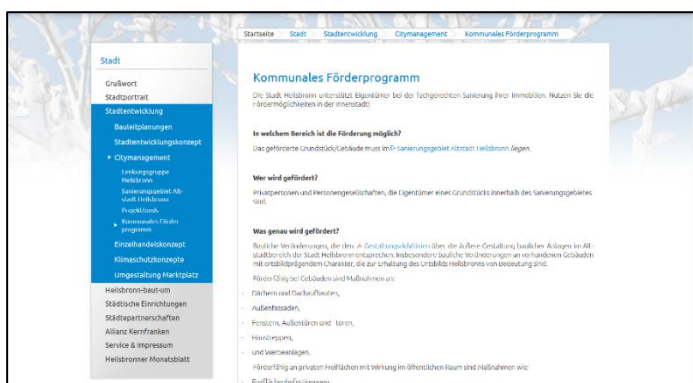 Startseite Stadt Stadtentwicklung Citymanagement Kommunales Förderprogramm
Stadt
Grußwort
Stadtportrait
Stadtentwicklung
Bauleitplanungen
Stadtentwicklungskonzept
Citymanagement
Lenkungsgruppe
Heilsbronn
Sanierungsgebiet Alt-
stadt Heilsbronn
Projektfonds
Kommunales Förder
programm
Einzelhandelskonzept
Klimaschutzkonzepte
Umgestaltung Marktplatz
Heilsbronn-baut-um
Städtische Einrichtungen
Städtepartnerschaften
Allianz Kernfranken
Service & Impressum
Heilsbronner Monatsblatt
Kommunales Förderprogramm
Die Stadt Heilsbronn unterstützt Eigentümer bei der fachgerechten Sanierung ihrer Immobilien. Nutzen Sie die
Fördermöglichkeiten in der Innenstadt!
In welchem Bereich ist die Förderung möglich?
Das geförderte Grundstück/Gebäude muss im Sanierungsgebiet Altstadt Heilsbronn liegen.
Wer wird gefördert?
Privatpersonen und Personengesellschaften, die Eigentümer eines Grundstücks innerhalb des Sanierungsgebietes
sind.
Was genau wird gefördert?
Bauliche Veränderungen, die den Gestaltungsrichtlinien über die äußere Gestaltung baulicher Anlagen im Alt-
stadtbereich der Stadt Heilsbronn entsprechen. Insbesondere bauliche Veränderungen an vorhandenen Gebäuden
mit ortsbildprägendem Charakter, die zur Erhaltung des Ortsbilds Heilsbronns von Bedeutung sind.
Förderfähig bei Gebäuden sind Maßnahmen an:
- Dächern und Dachaufbauten,
- Außenfassaden,
- Fenstern, Außentüren und -toren,
- Haustreppen,
- und Werbeanlagen.
Förderfähig an privaten Freiflächen mit Wirkung im öffentlichen Raum sind Maßnahmen wie: